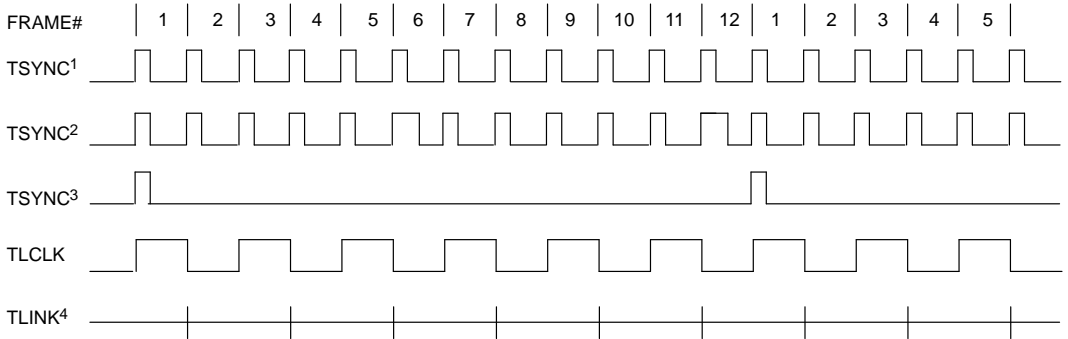 FRAME# 1 2 3 4 5 6 7 8 9 10 11 12 1 2 3 4 5
TSYNC1
TSYNC2
TSYNC3
TLCLK
TLINK4